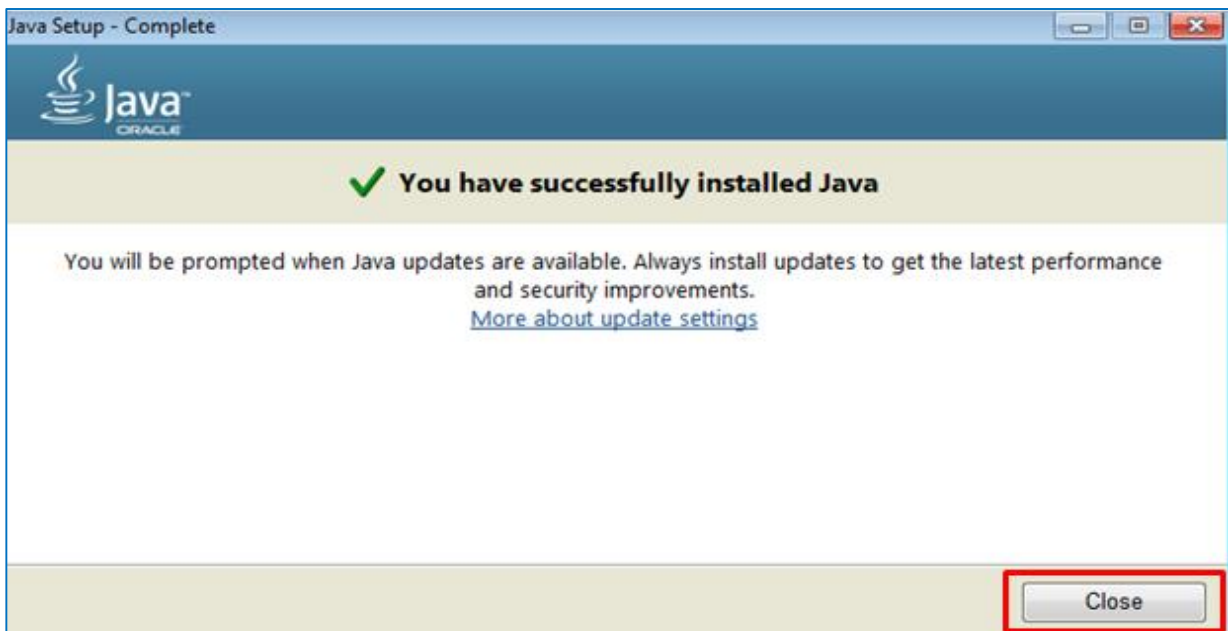 Java Setup - Complete
Java™
ORACLE
You have successfully installed Java
You will be prompted when Java updates are available. Always install updates to get the latest performance
and security improvements.
More about update settings
Close